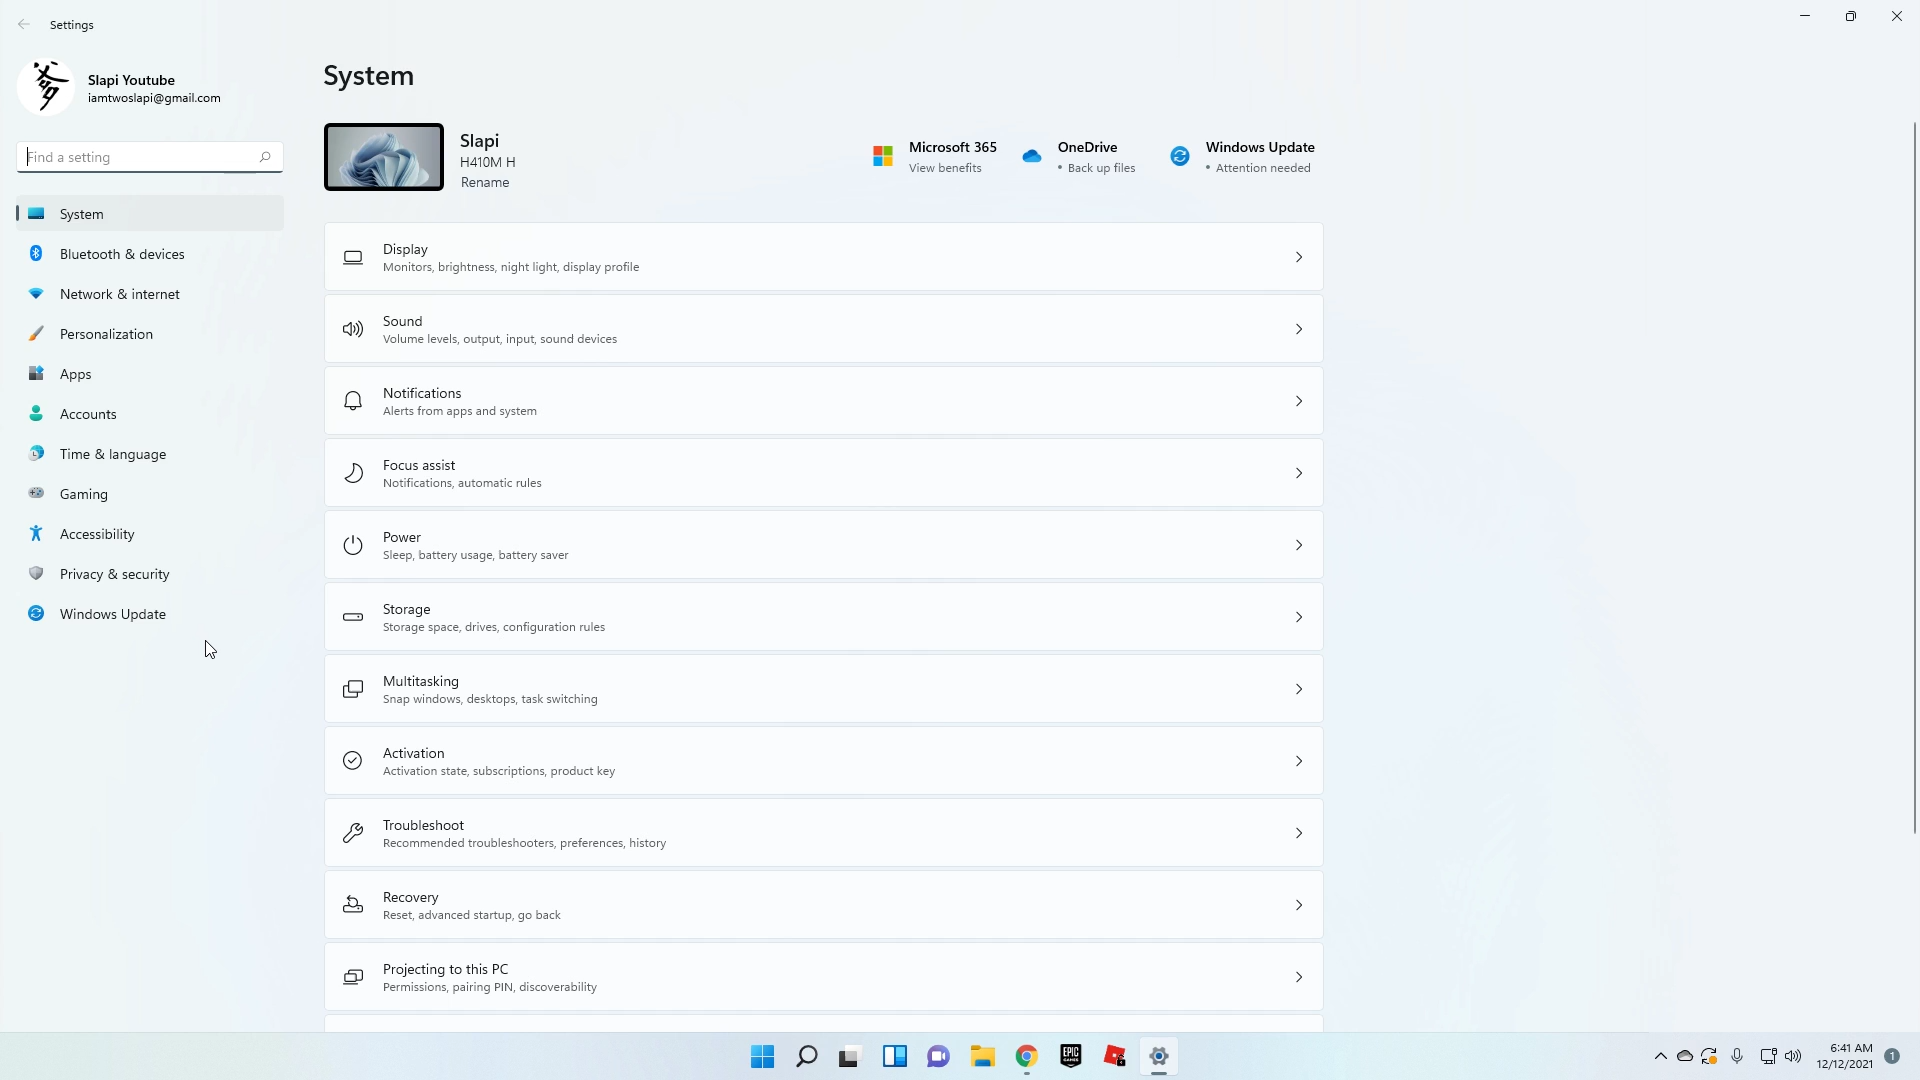 Settings
Slapi Youtube
iamtwoslapi@gmail.com
Find a setting
System
Bluetooth & devices
Network & internet
Personalization
Apps
Accounts
Time & language
Gaming
Accessibility
Privacy & security
Windows Update
System
Slapi
H410M H
Rename
Microsoft 365
View benefits
OneDrive
• Back up files
Windows Update
• Attention needed
Display
Monitors, brightness, night light, display profile
Sound
Volume levels, output, input, sound devices
Notifications
Alerts from apps and system
Focus assist
Notifications, automatic rules
Power
Sleep, battery usage, battery saver
Storage
Storage space, drives, configuration rules
Multitasking
Snap windows, desktops, task switching
Activation
Activation state, subscriptions, product key
Troubleshoot
Recommended troubleshooters, preferences, history
Recovery
Reset, advanced startup, go back
Projecting to this PC
Permissions, pairing PIN, discoverability
EPIC
GAMES
6:41 AM
12/12/2021
1